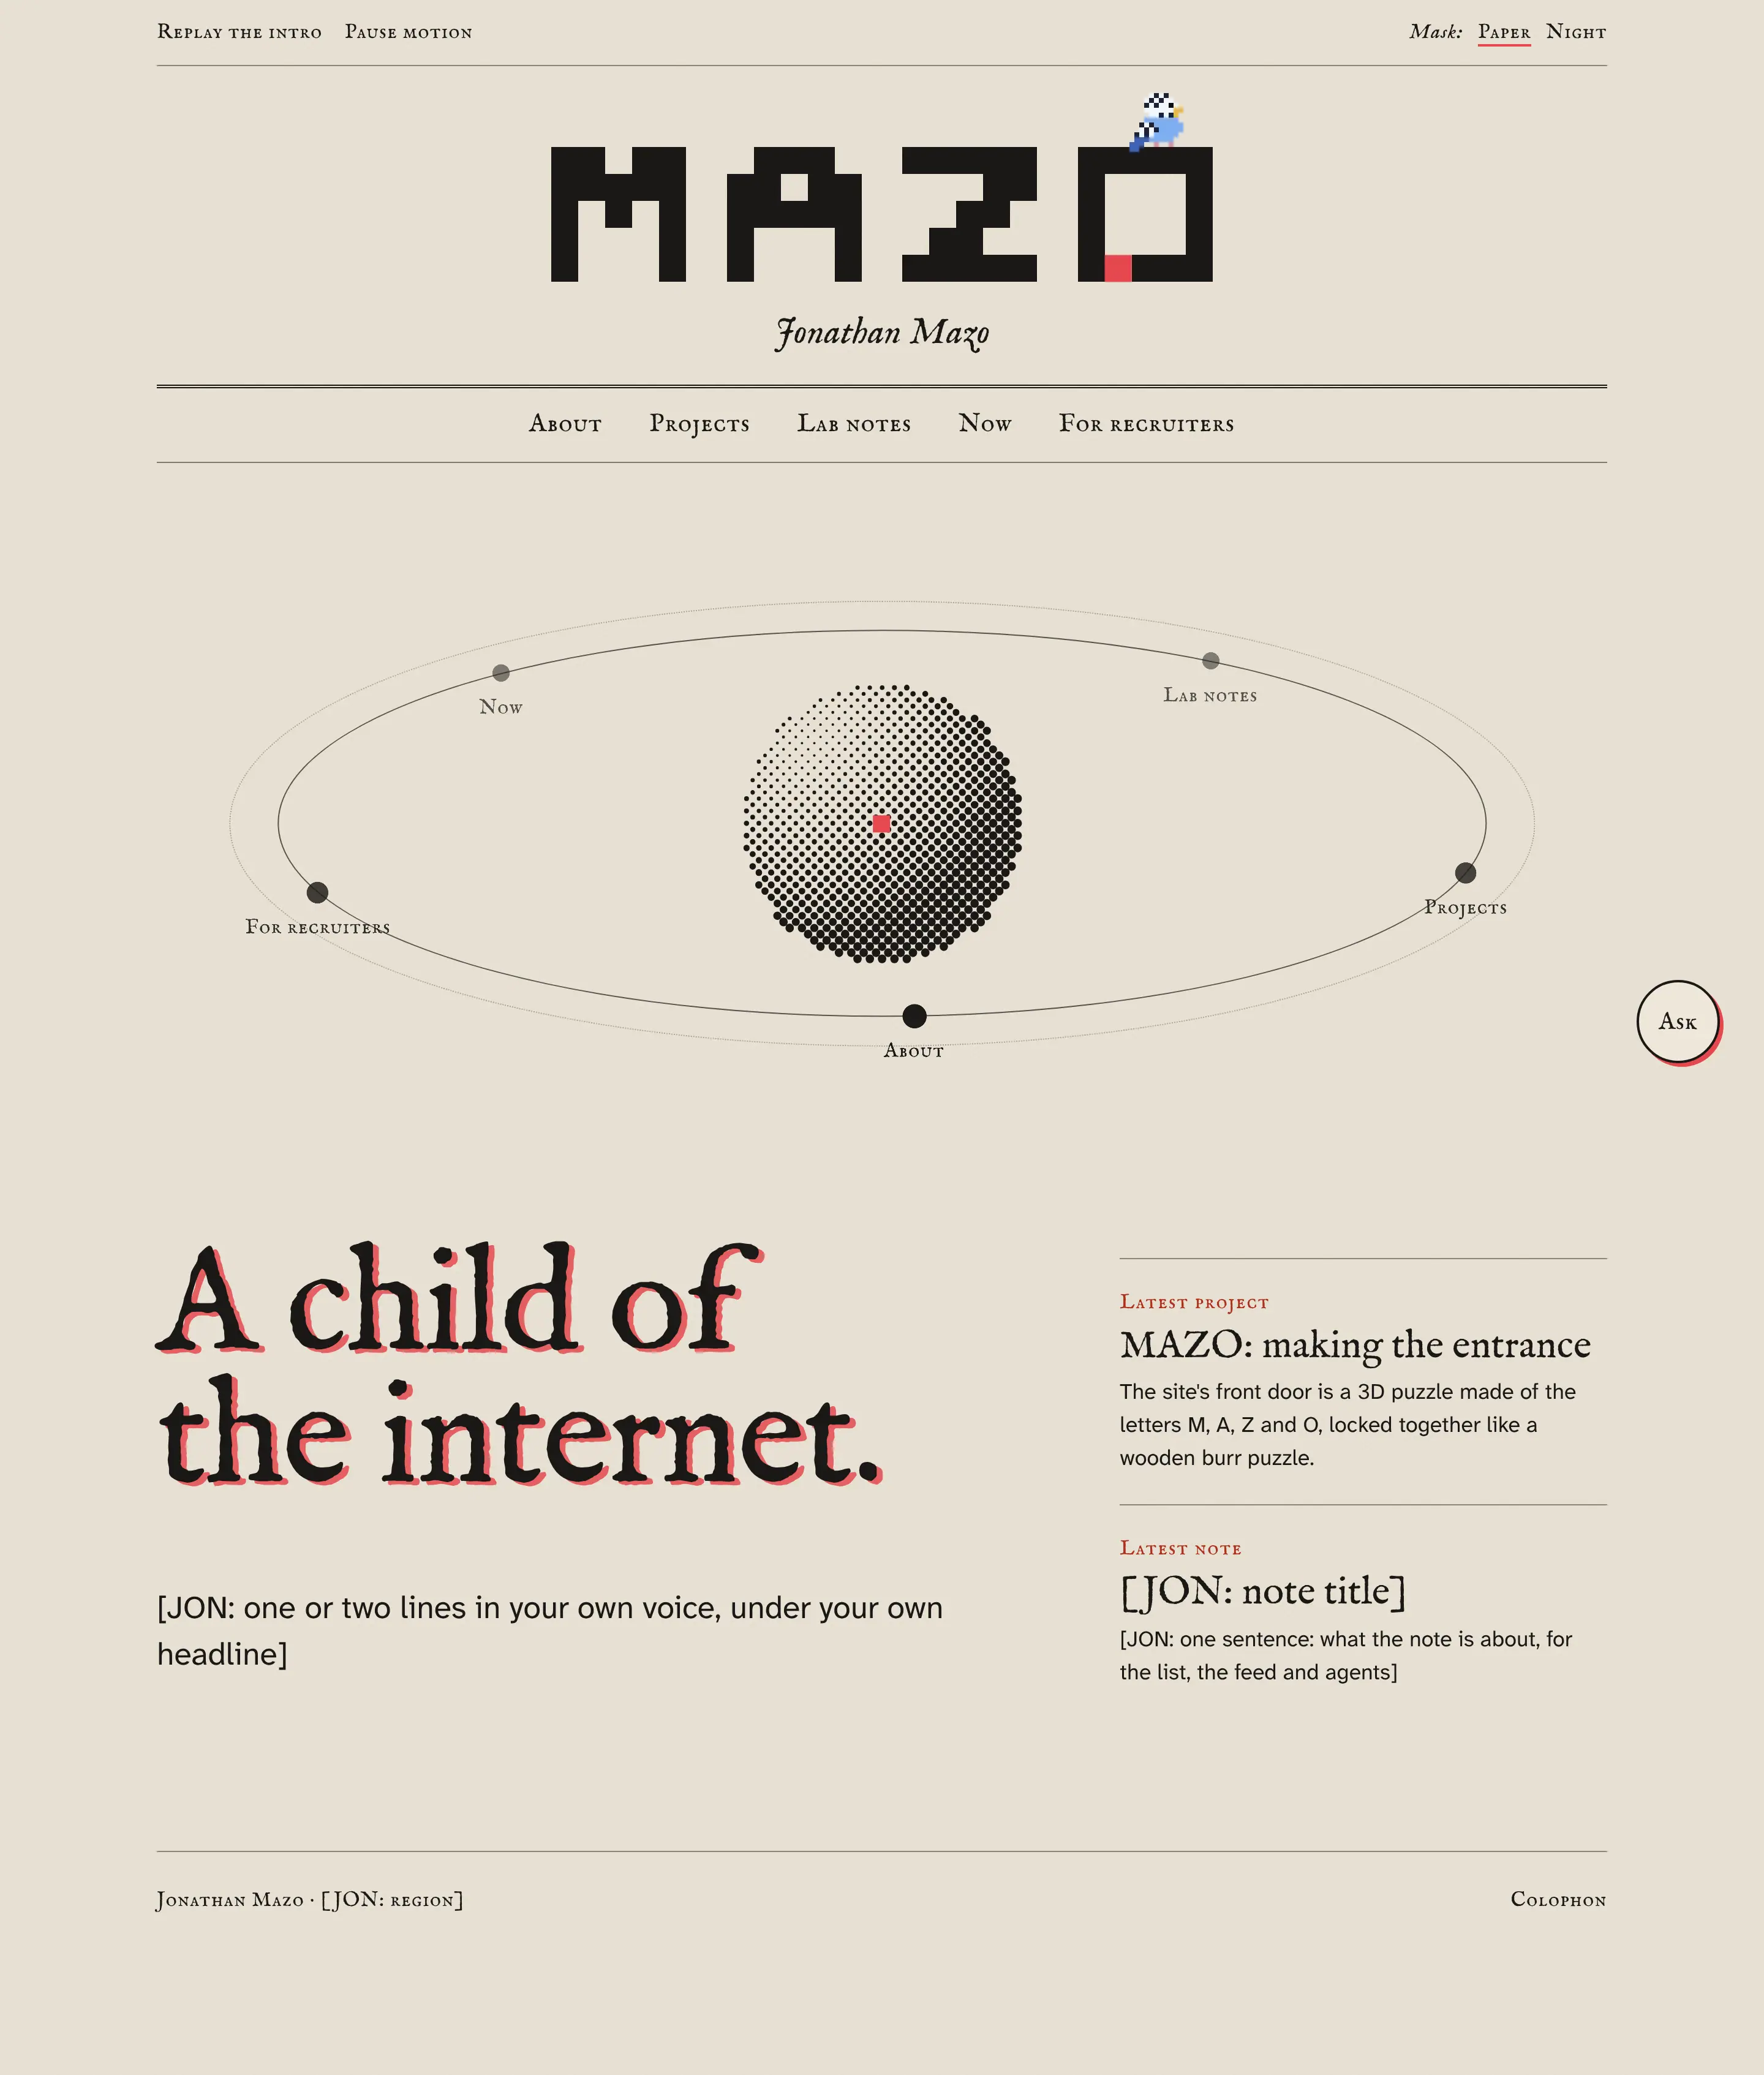 Replay the intro Pause motion
Mask: Paper Night
MAZO
Jonathan Mazo
About Projects Lab notes Now For recruiters
Now
Lab notes
For recruiters
Projects
About
Ask
A child of
the internet.
[JON: one or two lines in your own voice, under your own
headline]
Latest project
MAZO: making the entrance
The site's front door is a 3D puzzle made of the
letters M, A, Z and O, locked together like a
wooden burr puzzle.
Latest note
[JON: note title]
[JON: one sentence: what the note is about, for
the list, the feed and agents]
Jonathan Mazo · [JON: region]
Colophon